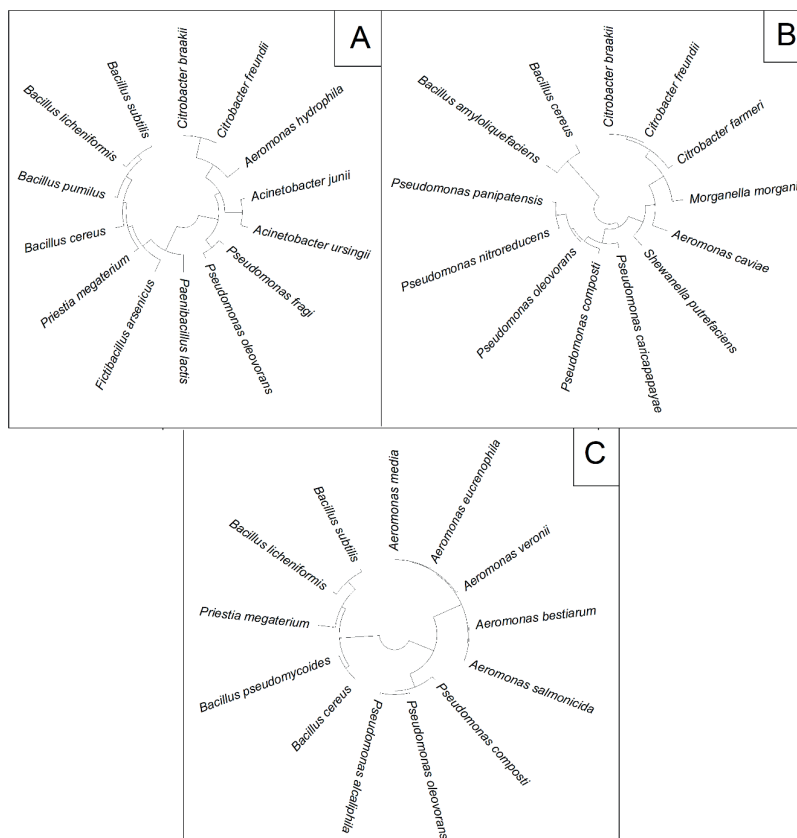 A
Citrobacter braakii
Citrobacter freundii
Aeromonas hydrophila
Acinetobacter junii
Acinetobacter ursingii
Pseudomonas fragi
Pseudomonas oleovorans
Paenibacillus lactis
Fictibacillus arsenicus
Priestia megaterium
Bacillus cereus
Bacillus pumilus
Bacillus licheniformis
Bacillus subtilis
B
Citrobacter braakii
Citrobacter freundii
Citrobacter farmeri
Morganella morgani
Aeromonas caviae
Shewanella putrefaciens
Pseudomonas caricapapayae
Pseudomonas composti
Pseudomonas oleovorans
Pseudomonas nitroreducens
Pseudomonas panipatensis
Bacillus amyloliquefaciens
Bacillus cereus
C
Aeromonas media
Aeromonas eucrenophila
Aeromonas veronii
Aeromonas bestiarum
Aeromonas salmonicida
Pseudomonas composti
Pseudomonas oleovorans
Pseudomonas alcaliphila
Bacillus cereus
Bacillus pseudomycoides
Priestia megaterium
Bacillus licheniformis
Bacillus subtilis